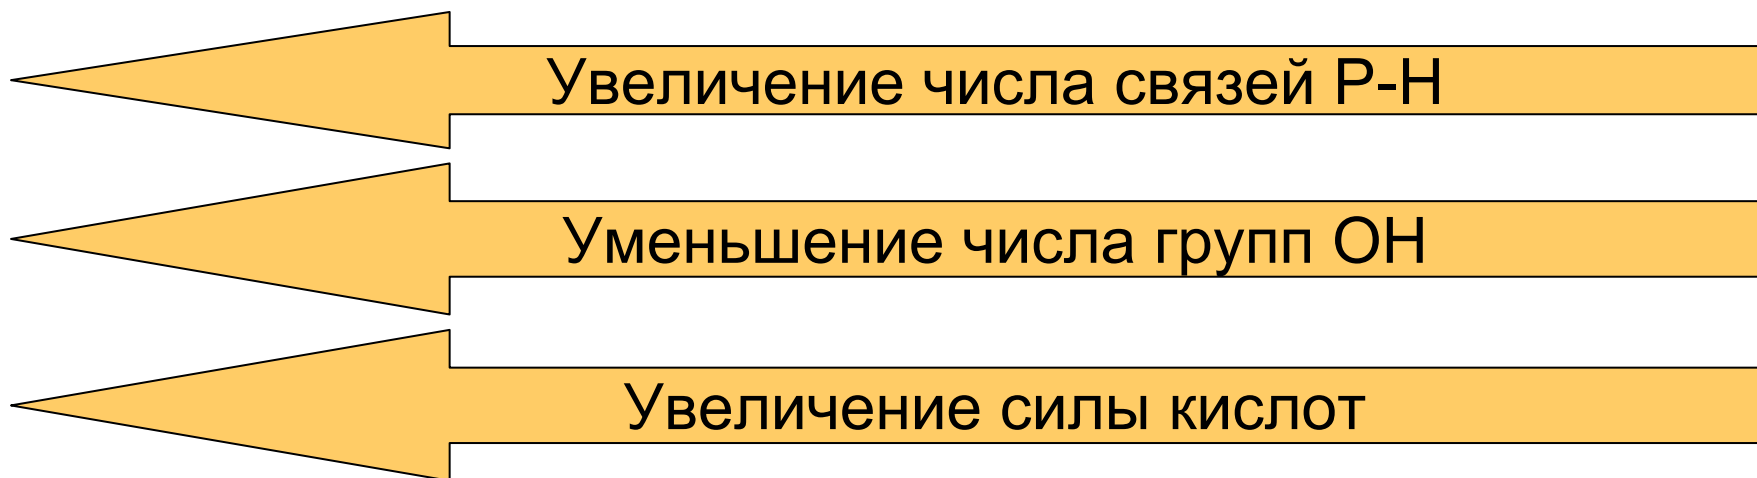 Увеличение числа связей Р-Н
Уменьшение числа групп ОН
Увеличение силы кислот